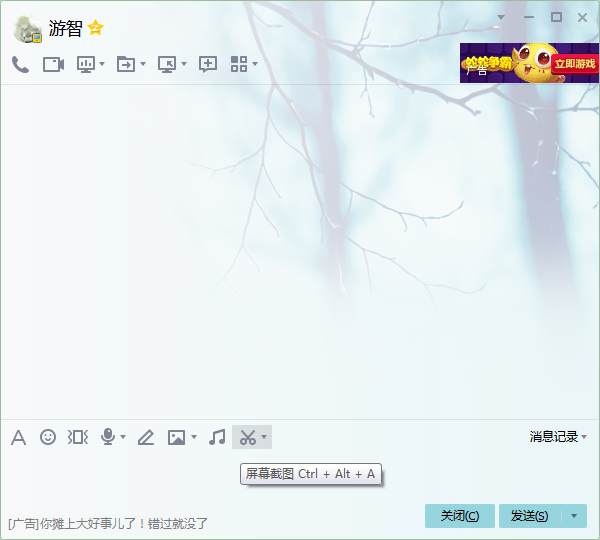 游智
蛇蛇争霸
广告
立即游戏
消息记录
屏幕截图 Ctrl + Alt + A
[广告]你摊上大好事儿了！错过就没了
关闭(C)
发送(S)